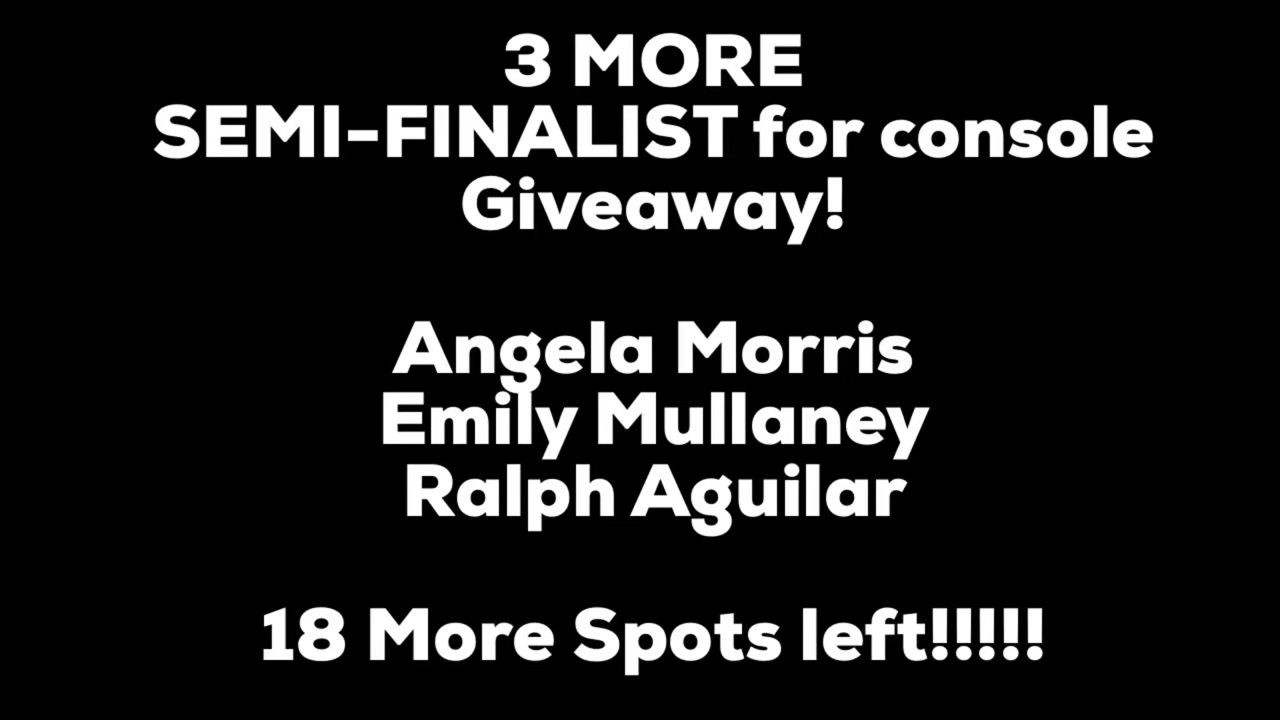 3 MORE
SEMI-FINALIST for console
Giveaway!
Angela Morris
Emily Mullaney
Ralph Aguilar
18 More Spots left!!!!!